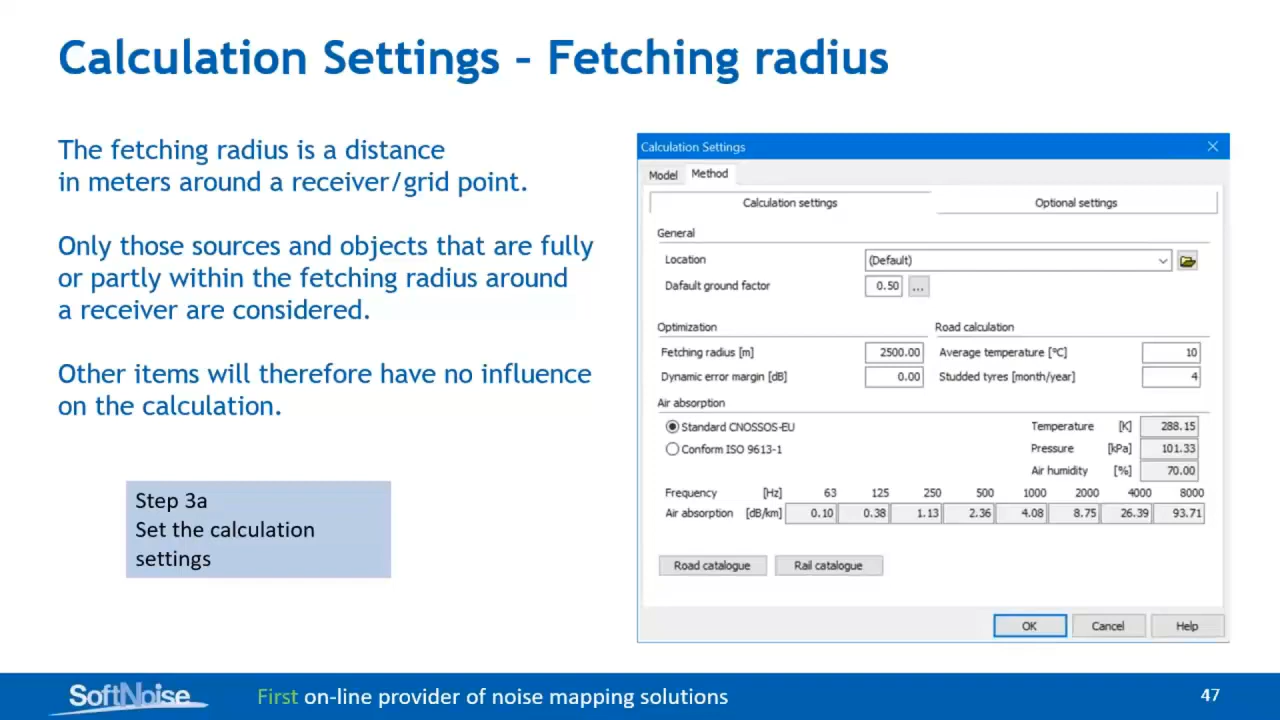 Calculation Settings – Fetching radius
The fetching radius is a distance
in meters around a receiver/grid point.
Only those sources and objects that are fully
or partly within the fetching radius around
a receiver are considered.
Other items will therefore have no influence
on the calculation.
Step 3a
Set the calculation
settings
Calculation Settings
Model Method
Calculation settings Optional settings
General
Location (Default)
Dafault ground factor 0.50 ...
Optimization Road calculation
Fetching radius [m] 2500.00 Average temperature [°C] 10
Dynamic error margin [dB] 0.00 Studded tyres [month/year] 4
Air absorption
Standard CNOSSOS-EU Temperature [K] 288.15
Conform ISO 9613-1 Pressure [kPa] 101.33
Air humidity [%] 70.00
Frequency [Hz] 63 125 250 500 1000 2000 4000 8000
Air absorption [dB/km] 0.10 0.38 1.13 2.36 4.08 8.75 26.39 93.71
Road catalogue Rail catalogue
OK Cancel Help
SoftNoise First on-line provider of noise mapping solutions 47